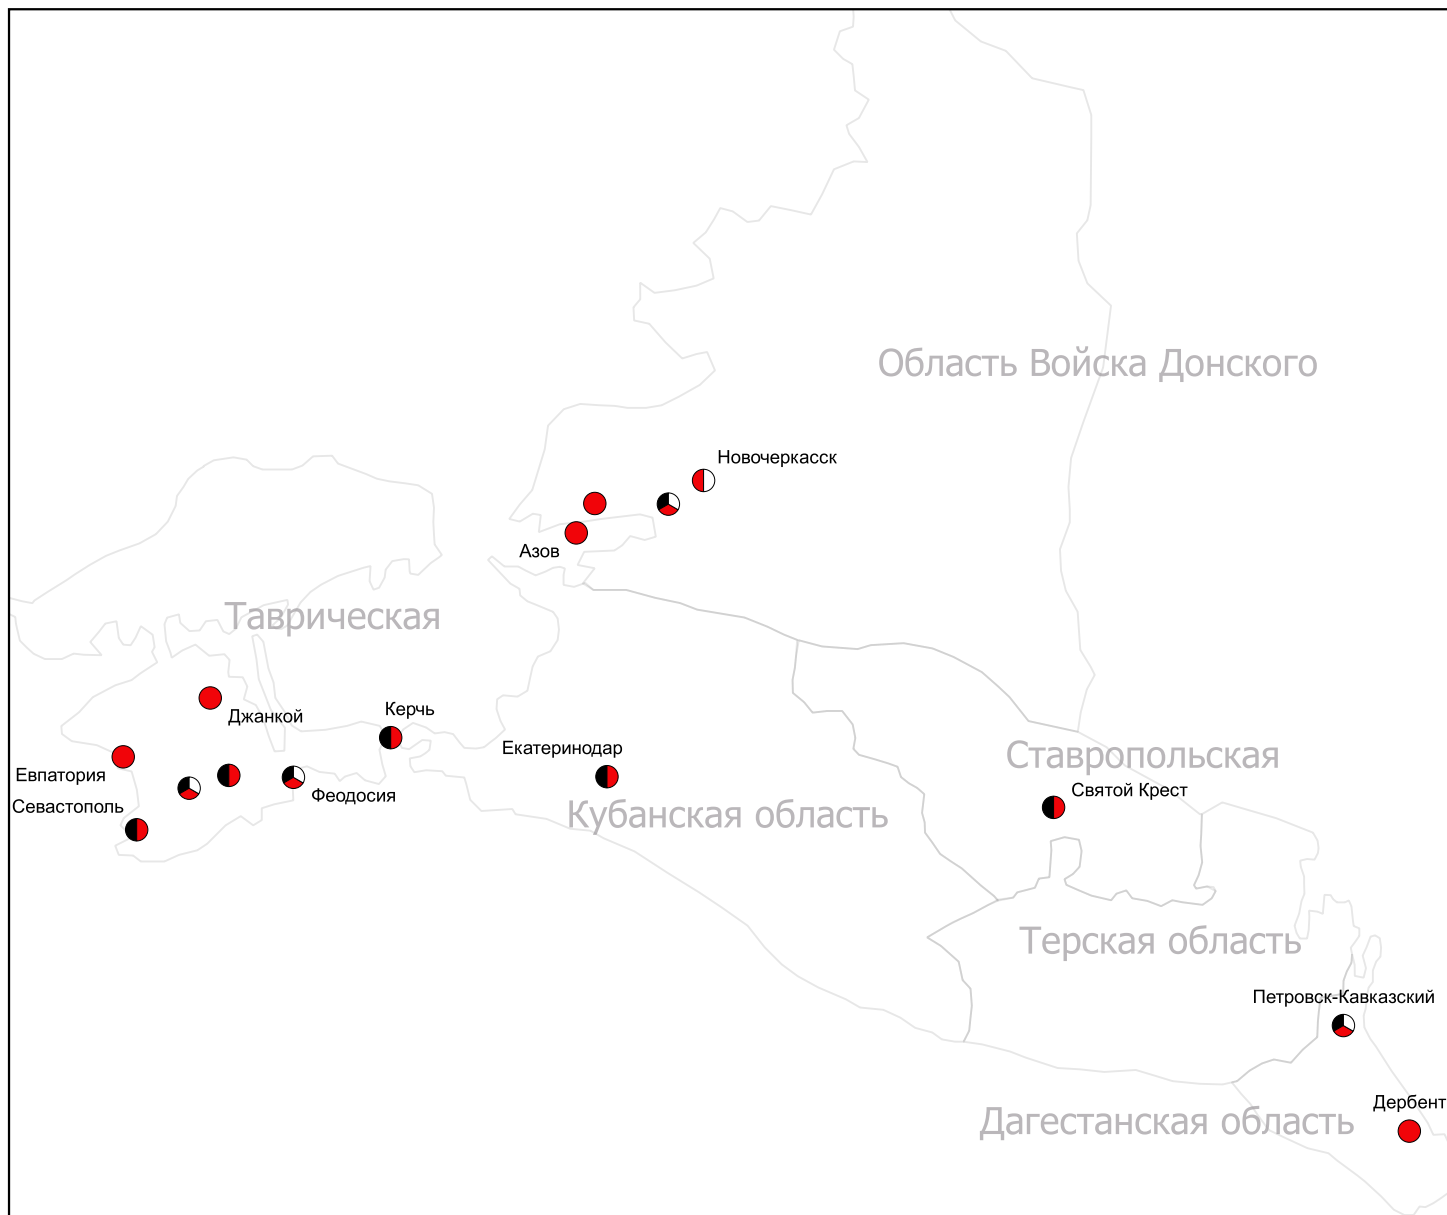 Область Войска Донского
Новочеркасск
Азов
Таврическая
Джанкой
Керчь
Екатеринодар
Евпатория
Севастополь
Феодосия
Кубанская область
Ставропольская
Святой Крест
Терская область
Петровск-Кавказский
Дербент
Дагестанская область